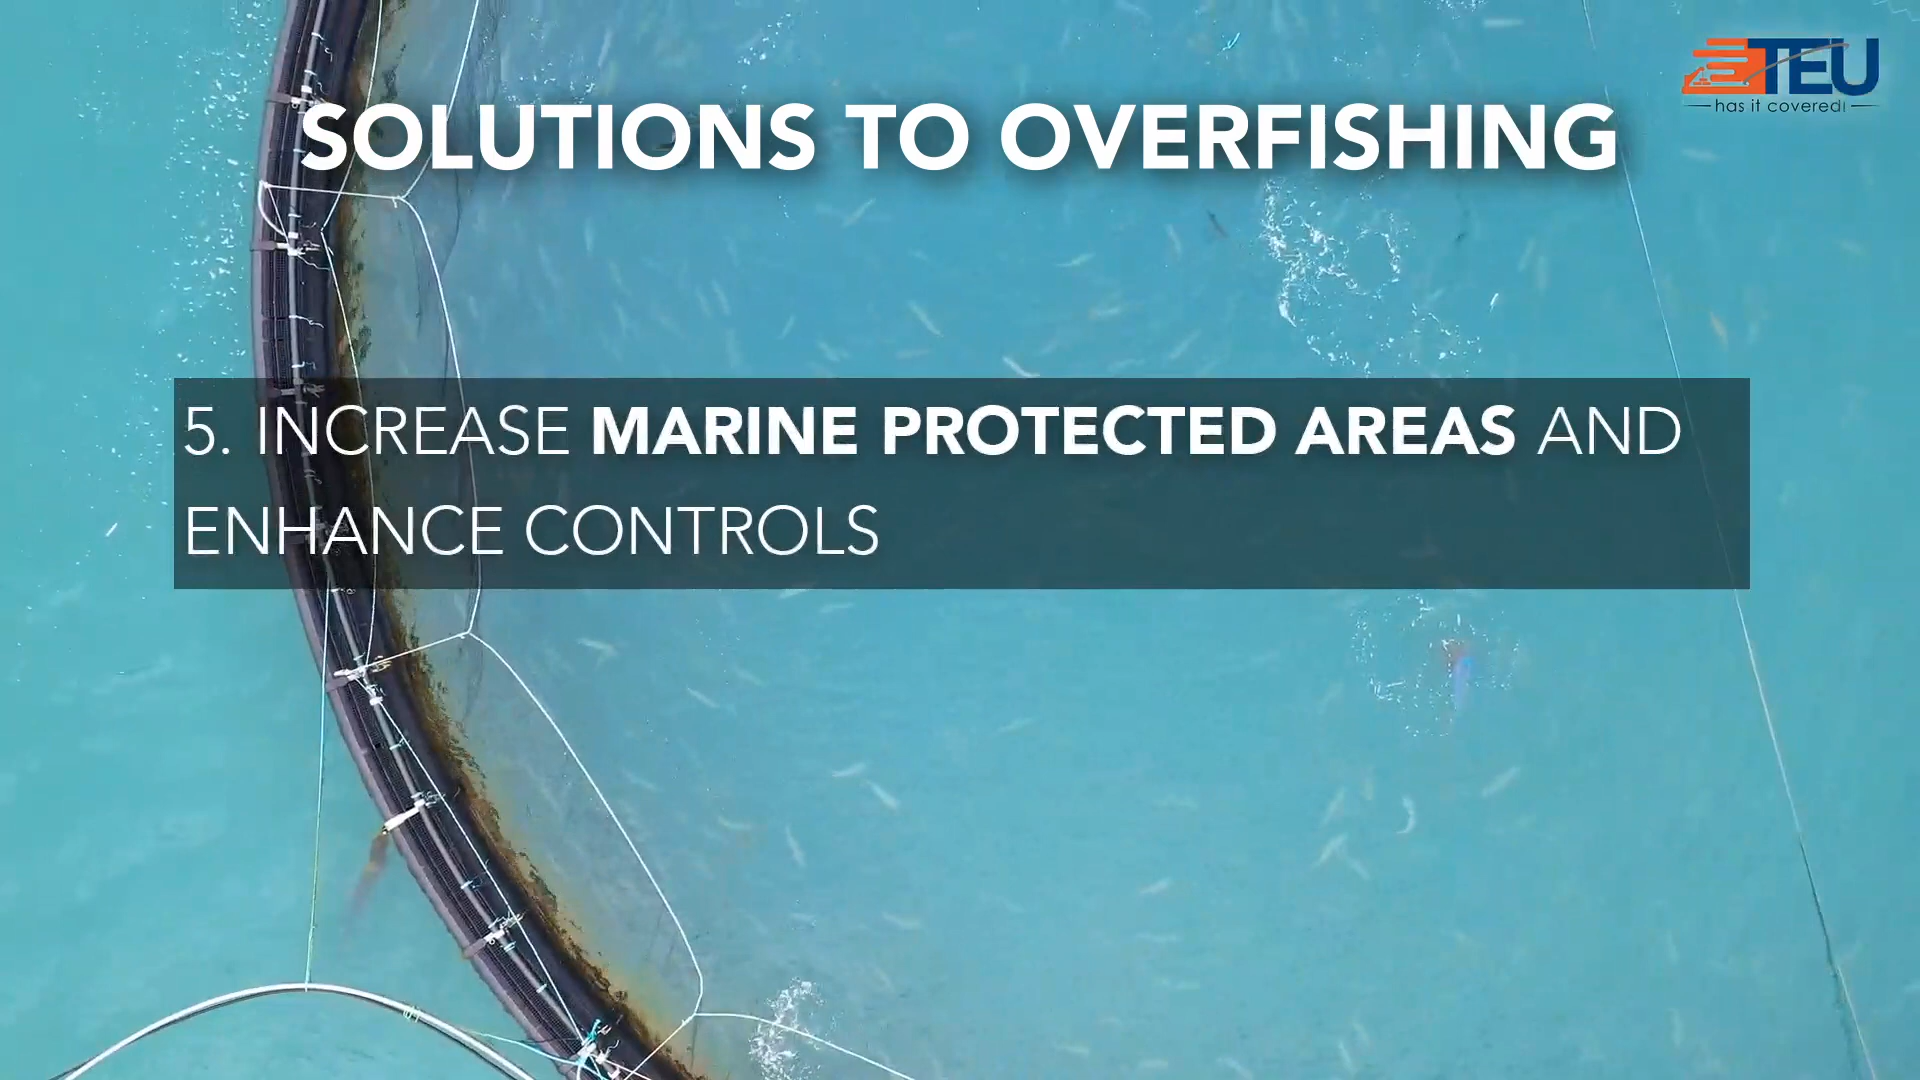 TEU
has it covered!
SOLUTIONS TO OVERFISHING
5. INCREASE MARINE PROTECTED AREAS AND
ENHANCE CONTROLS